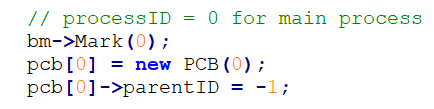 // processID = 0 for main process
bm->Mark(0);
pcb[0] = new PCB(0);
pcb[0]->parentID = -1;